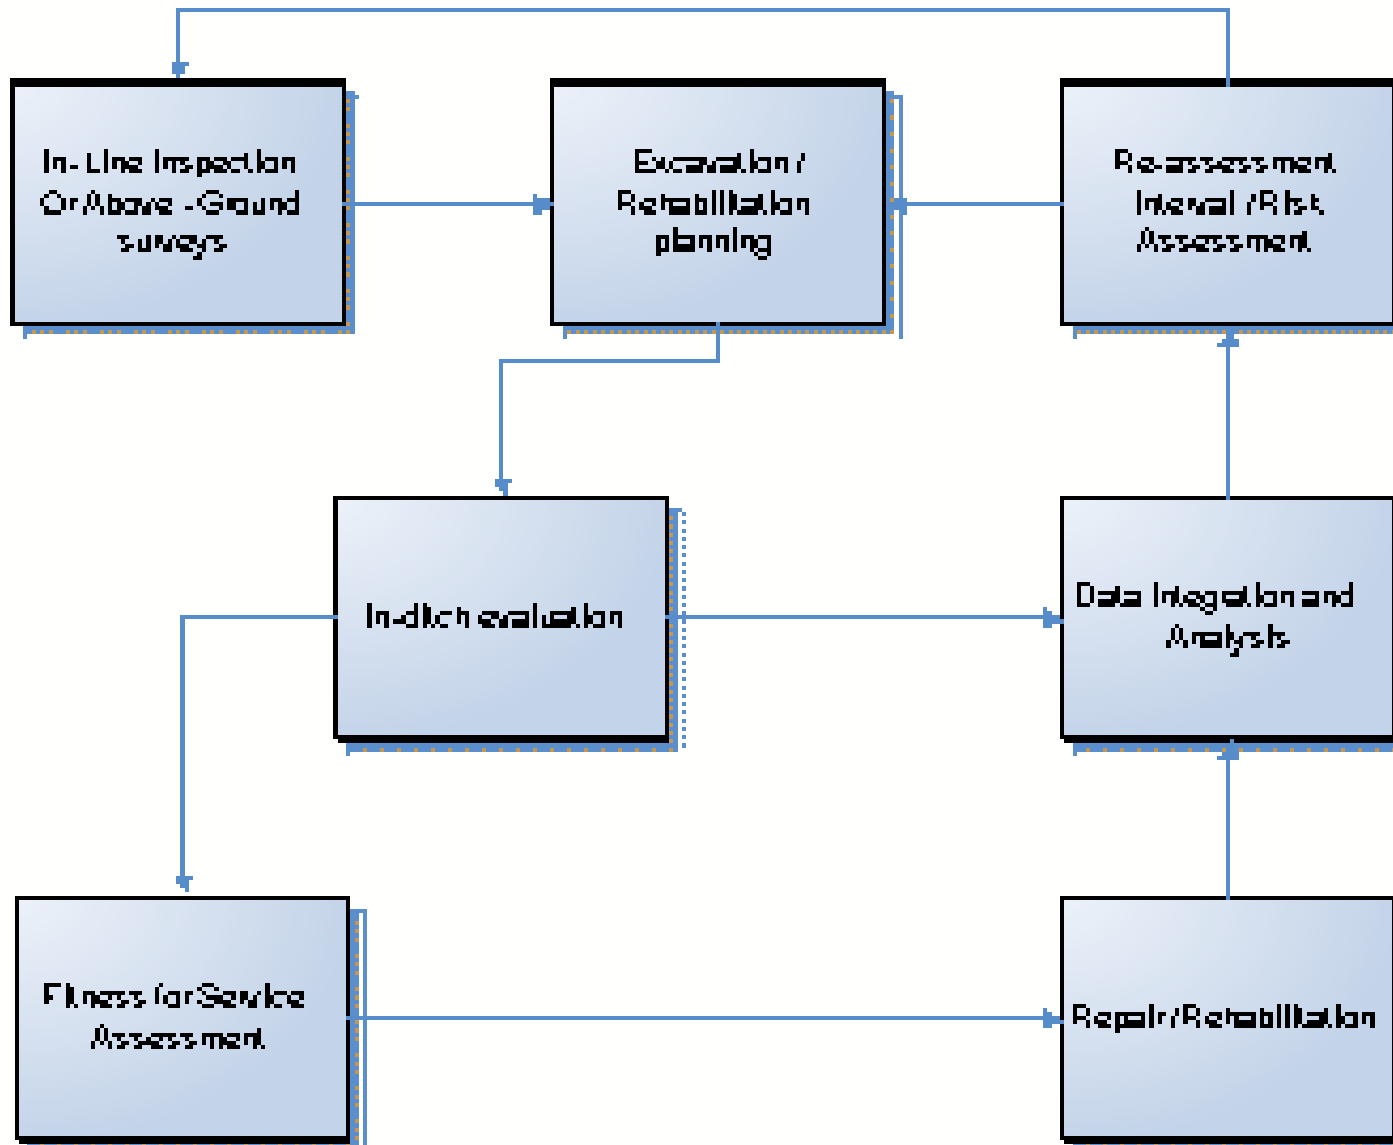 In-Line Inspection
Or Above -Ground
surveys
Excavation /
Rehabilitation
planning
Re-assessment
Interval / Risk
Assessment
In-ditch evaluation
Data Integration and
Analysis
Fitness for Service
Assessment
Repair/Rehabilitation